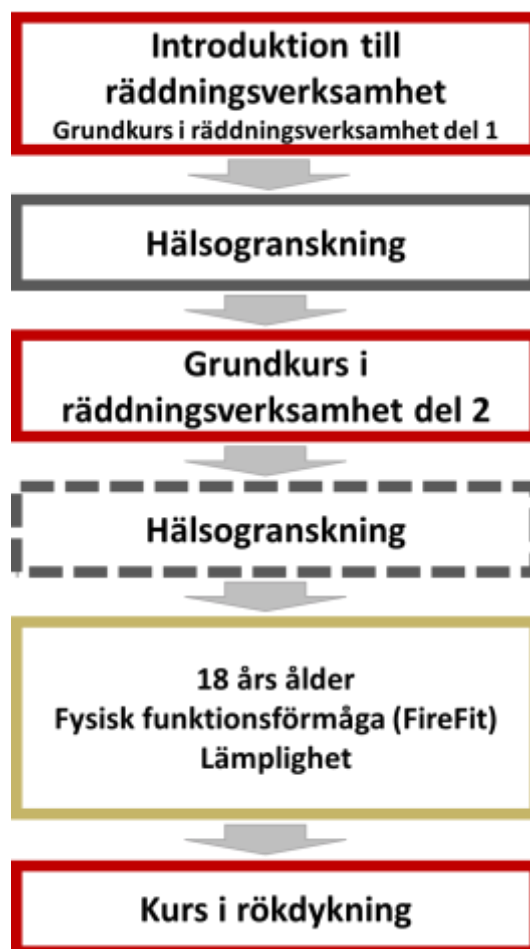 Introduktion till
räddningsverksamhet
Grundkurs i räddningsverksamhet del 1
Hälsogranskning
Grundkurs i
räddningsverksamhet del 2
Hälsogranskning
18 års ålder
Fysisk funktionsförmåga (FireFit)
Lämplighet
Kurs i rökdykning